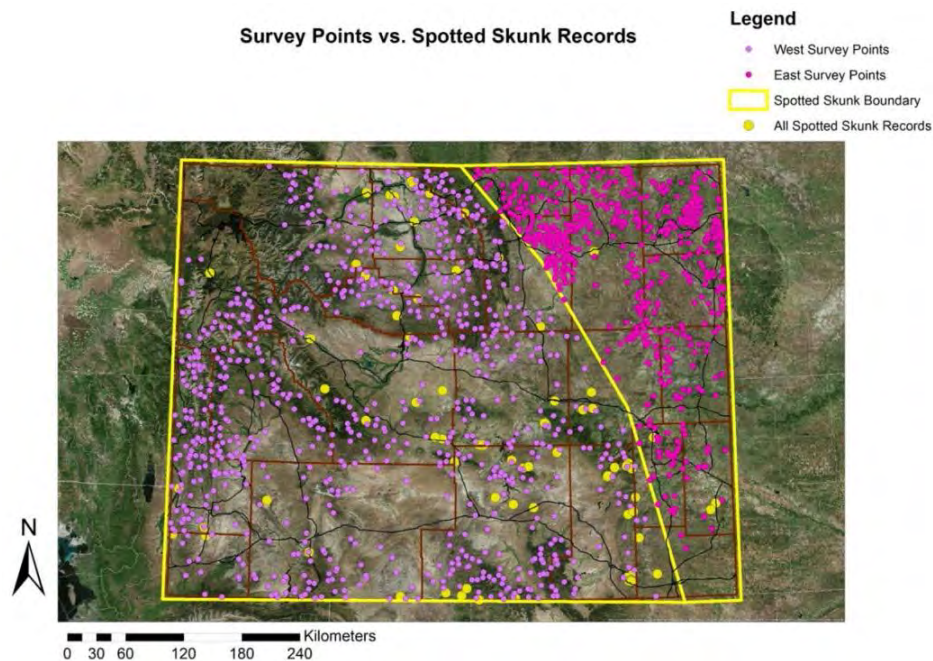 Survey Points vs. Spotted Skunk Records
Legend
West Survey Points
East Survey Points
Spotted Skunk Boundary
All Spotted Skunk Records
N
Kilometers
0 30 60 120 180 240